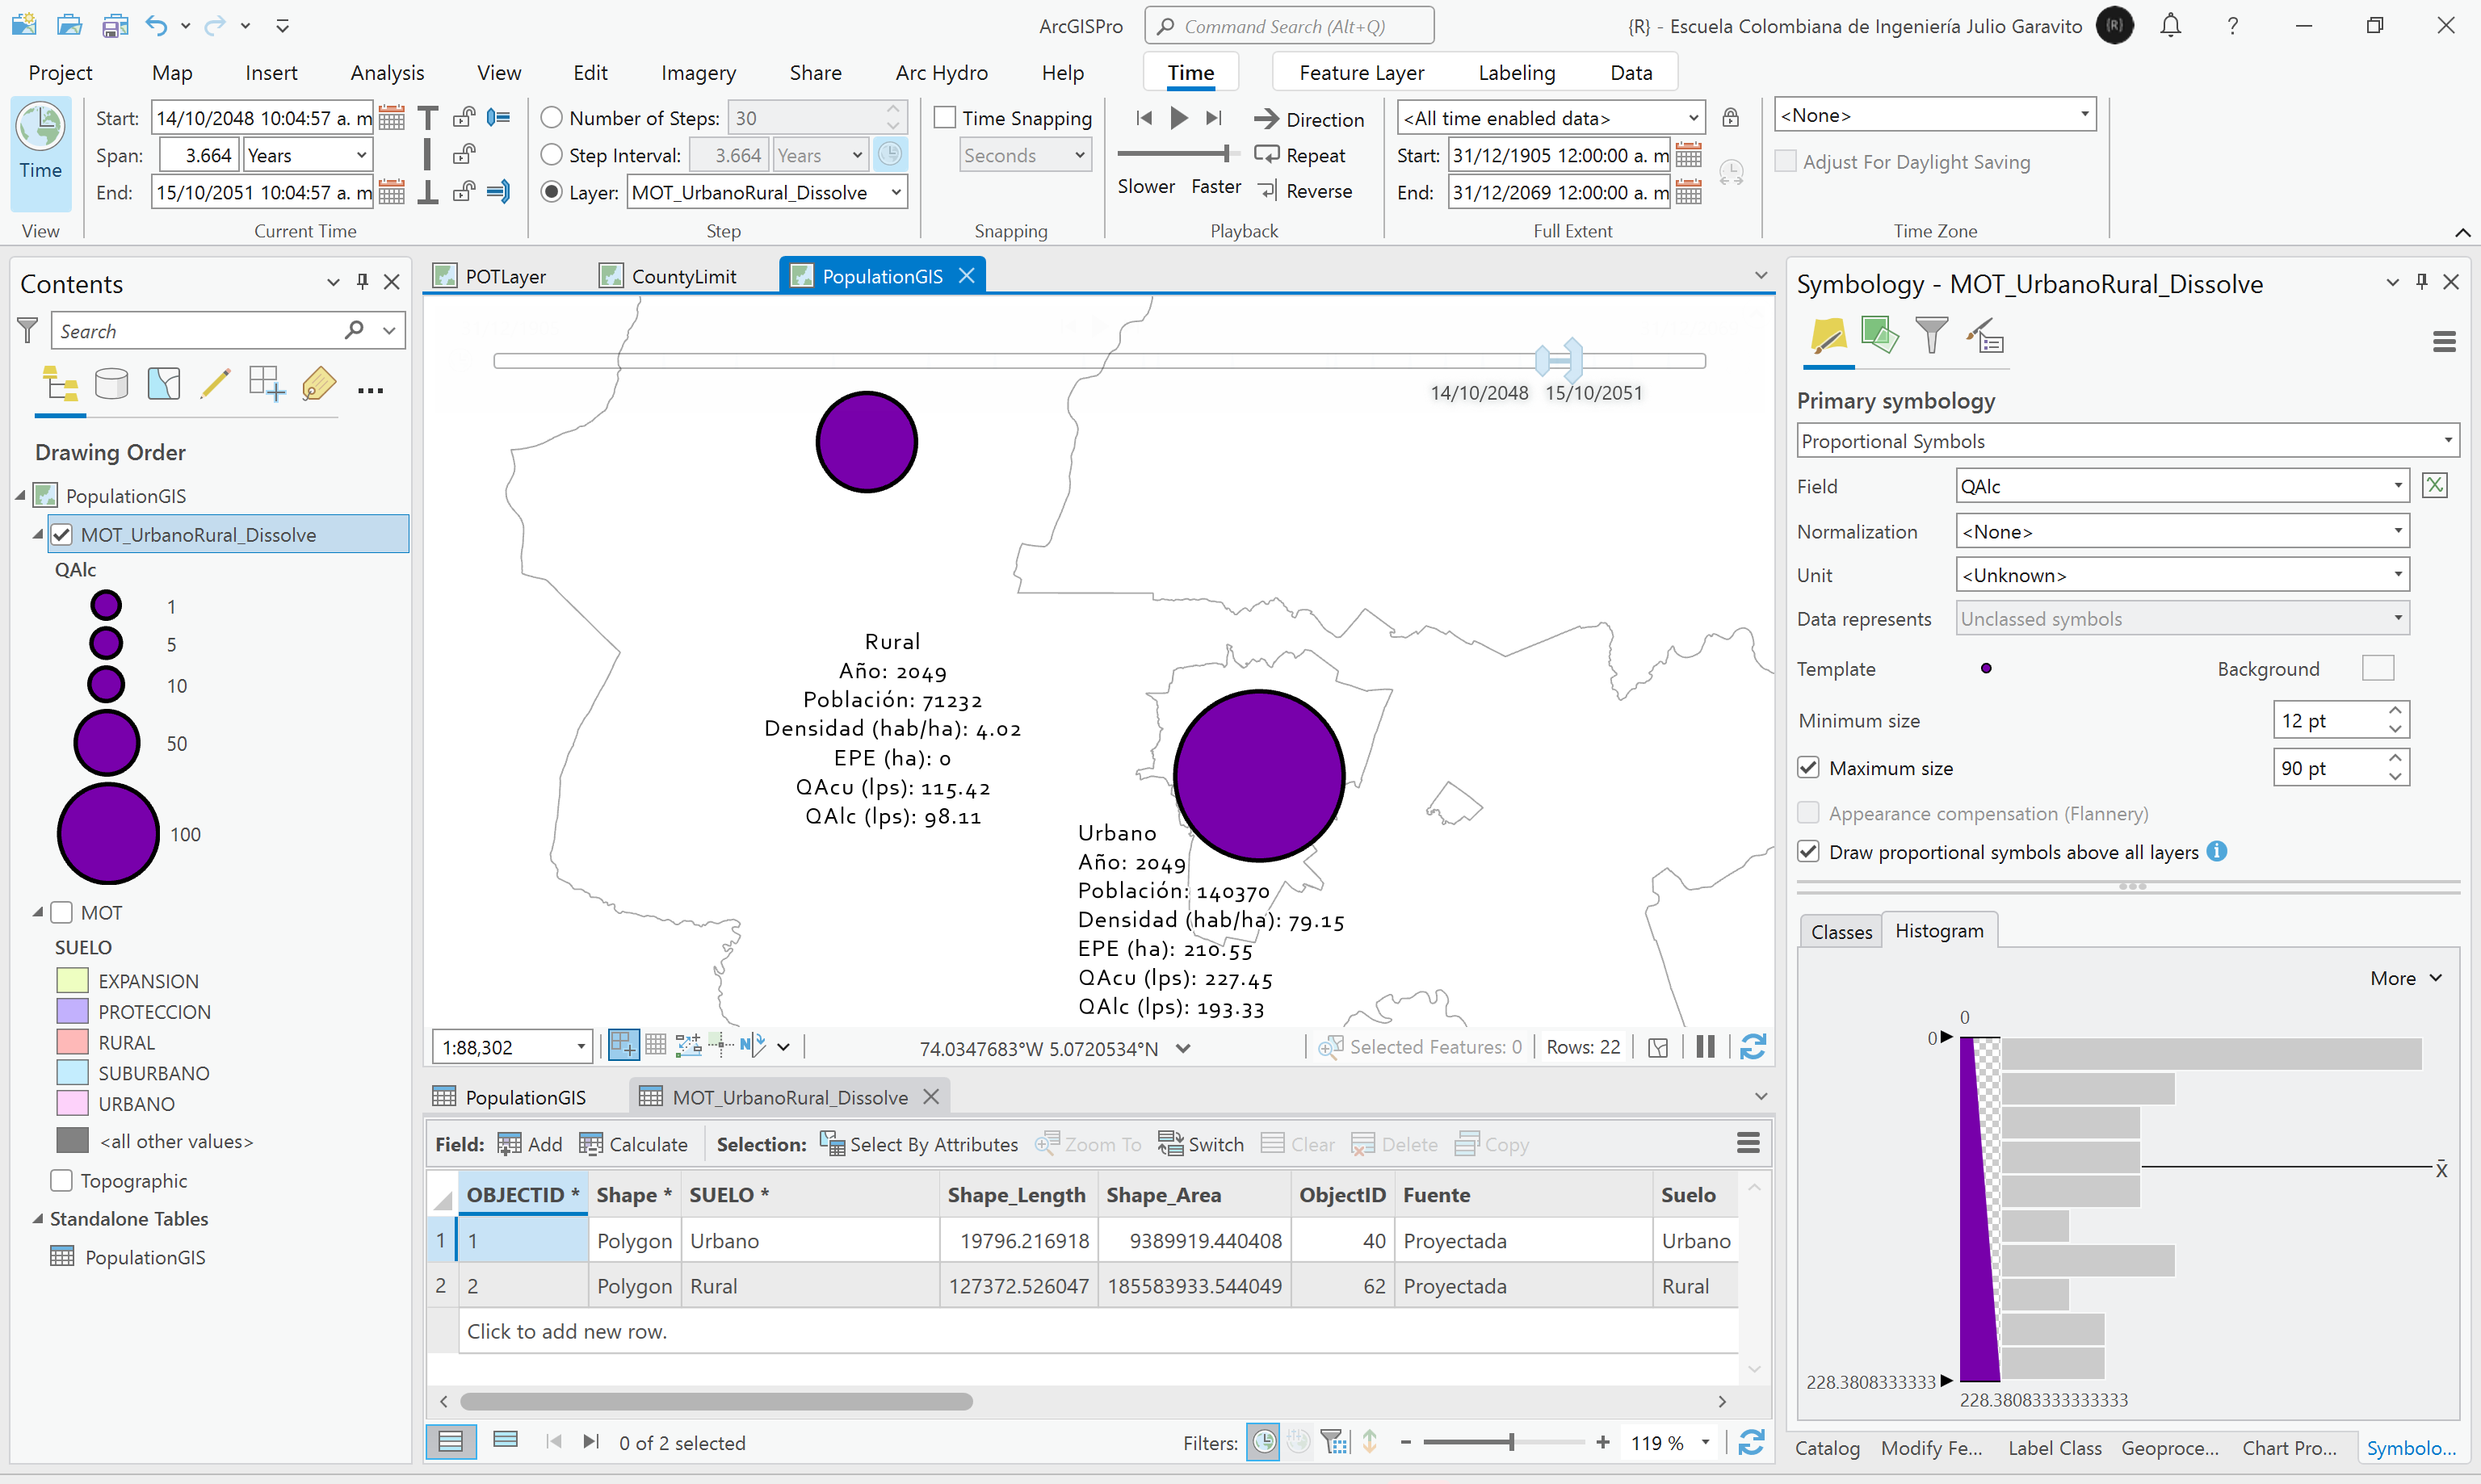 ArcGISPro
Command Search (Alt+Q)
{R} - Escuela Colombiana de Ingeniería Julio Garavito
{R}
?
Project Map Insert Analysis View Edit Imagery Share Arc Hydro Help Time Feature Layer Labeling Data
Time
View
Start: 14/10/2048 10:04:57 a. m
Span: 3.664 Years
End: 15/10/2051 10:04:57 a. m
Current Time
Number of Steps: 30
Step Interval: 3.664 Years
Layer: MOT_UrbanoRural_Dissolve
Step
Time Snapping
Seconds
Snapping
Direction
Repeat
Slower Faster Reverse
Playback
<All time enabled data>
Start: 31/12/1905 12:00:00 a. m
End: 31/12/2069 12:00:00 a. m
Full Extent
<None>
Adjust For Daylight Saving
Time Zone
Contents
Search
Drawing Order
PopulationGIS
MOT_UrbanoRural_Dissolve
QAlc
1
5
10
50
100
MOT
SUELO
EXPANSION
PROTECCION
RURAL
SUBURBANO
URBANO
<all other values>
Topographic
Standalone Tables
PopulationGIS
POTLayer CountyLimit PopulationGIS
14/10/2048 15/10/2051
Rural
Año: 2049
Población: 71232
Densidad (hab/ha): 4.02
EPE (ha): 0
QAcu (lps): 115.42
QAlc (lps): 98.11
Urbano
Año: 2049
Población: 140370
Densidad (hab/ha): 79.15
EPE (ha): 210.55
QAcu (lps): 227.45
QAlc (lps): 193.33
1:88,302
N
74.0347683°W 5.0720534°N
Selected Features: 0
Rows: 22
PopulationGIS MOT_UrbanoRural_Dissolve
Field: Add Calculate Selection: Select By Attributes Zoom To Switch Clear Delete Copy
OBJECTID * Shape * SUELO * Shape_Length Shape_Area ObjectID Fuente Suelo
1 1 Polygon Urbano 19796.216918 9389919.440408 40 Proyectada Urbano
2 2 Polygon Rural 127372.526047 185583933.544049 62 Proyectada Rural
Click to add new row.
0 of 2 selected
Filters:
119 %
Symbology - MOT_UrbanoRural_Dissolve
Primary symbology
Proportional Symbols
Field QAlc
Normalization <None>
Unit <Unknown>
Data represents Unclassed symbols
Template Background
Minimum size 12 pt
Maximum size 90 pt
Appearance compensation (Flannery)
Draw proportional symbols above all layers
Classes Histogram
More
0
0
x̄
228.3808333333
228.38083333333333
Catalog Modify Fe... Label Class Geoproce... Chart Pro... Symbolo...